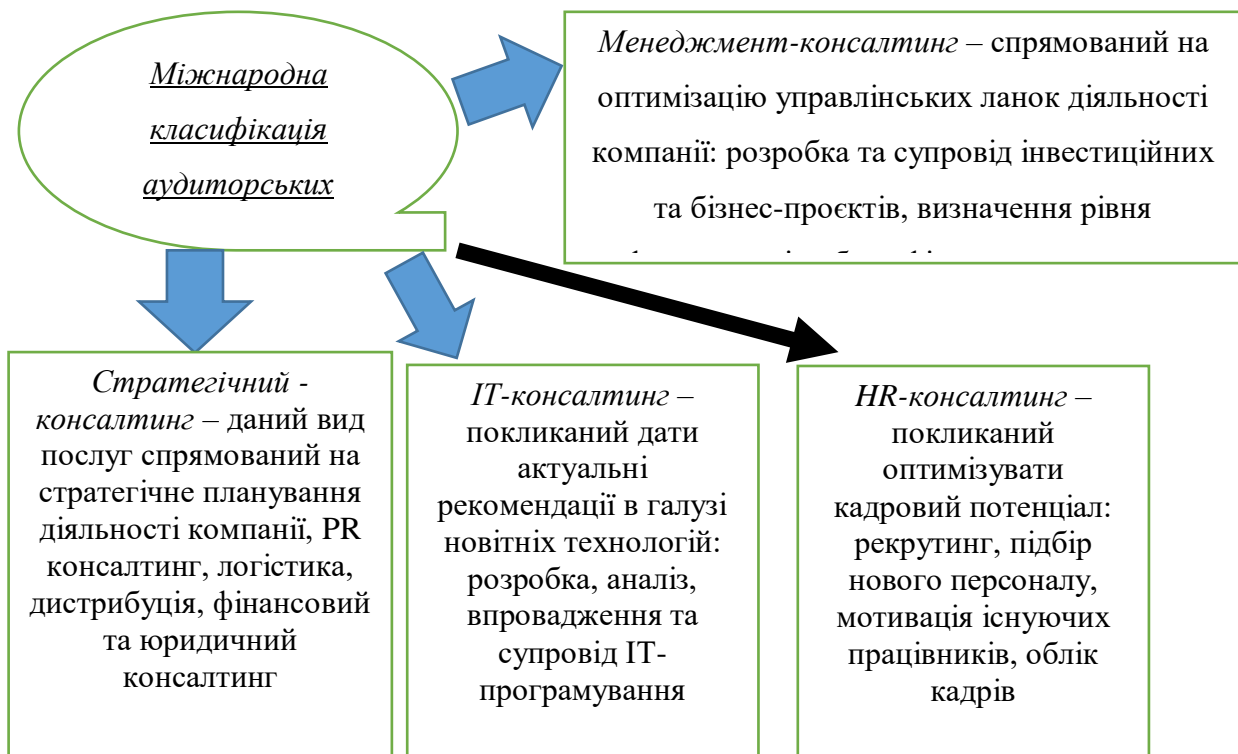 Міжнародна
класифікація
аудиторських
Менеджмент-консалтинг – спрямований на
оптимізацію управлінських ланок діяльності
компанії: розробка та супровід інвестиційних
та бізнес-проєктів, визначення рівня
Стратегічний -
консалтинг – даний вид
послуг спрямований на
стратегічне планування
діяльності компанії, PR
консалтинг, логістика,
дистрибуція, фінансовий
та юридичний
консалтинг
ІТ-консалтинг –
покликаний дати
актуальні
рекомендації в галузі
новітніх технологій:
розробка, аналіз,
впровадження та
супровід ІТ-
програмування
HR-консалтинг –
покликаний
оптимізувати
кадровий потенціал:
рекрутинг, підбір
нового персоналу,
мотивація існуючих
працівників, облік
кадрів